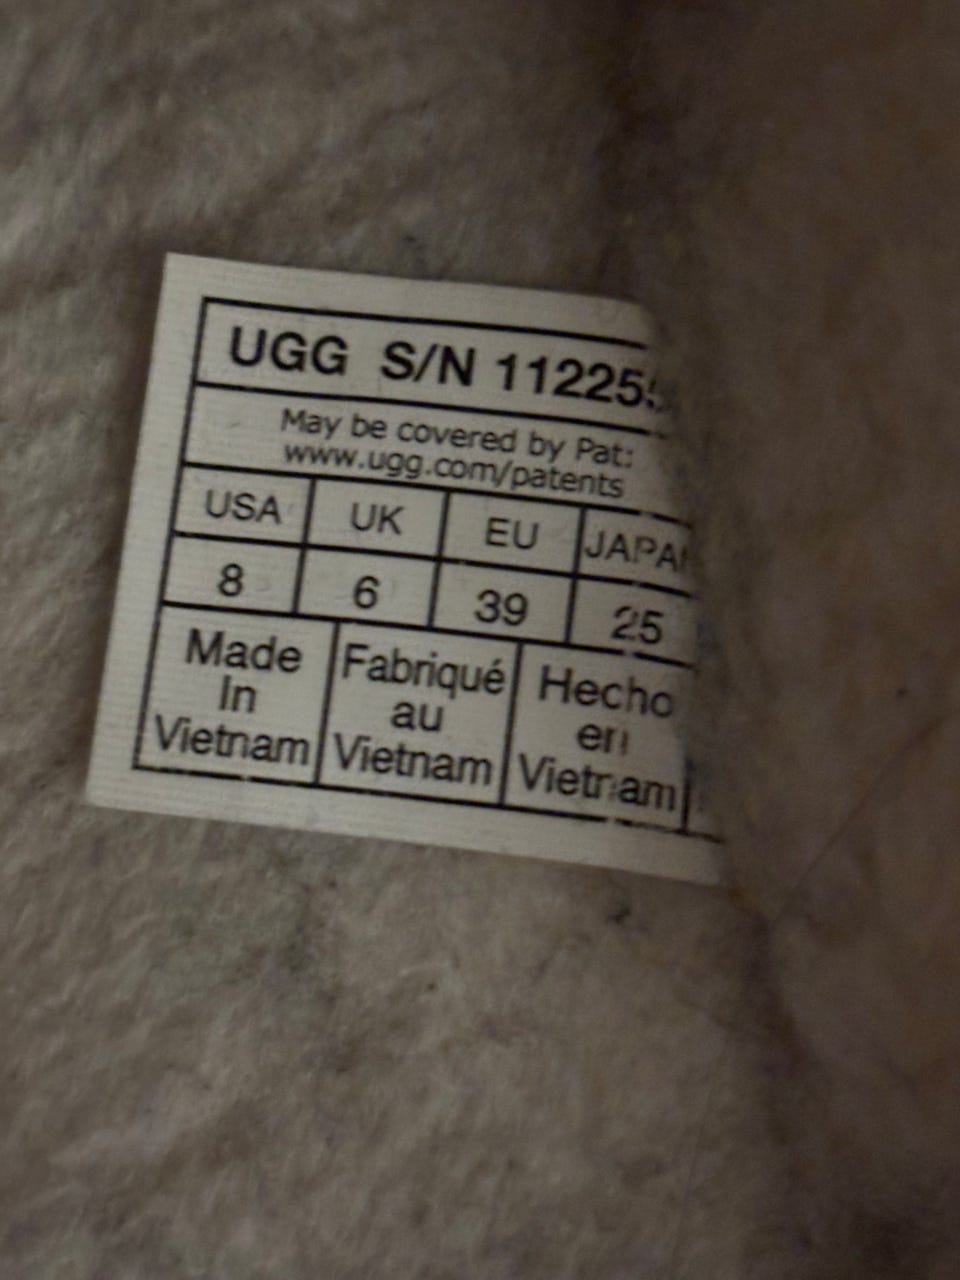 UGG S/N 11225
May be covered by Pat:
www.ugg.com/patents
USA UK EU JAPAN
8 6 39 25
Made Fabriqué Hecho
In au en
Vietnam Vietnam Vietnam